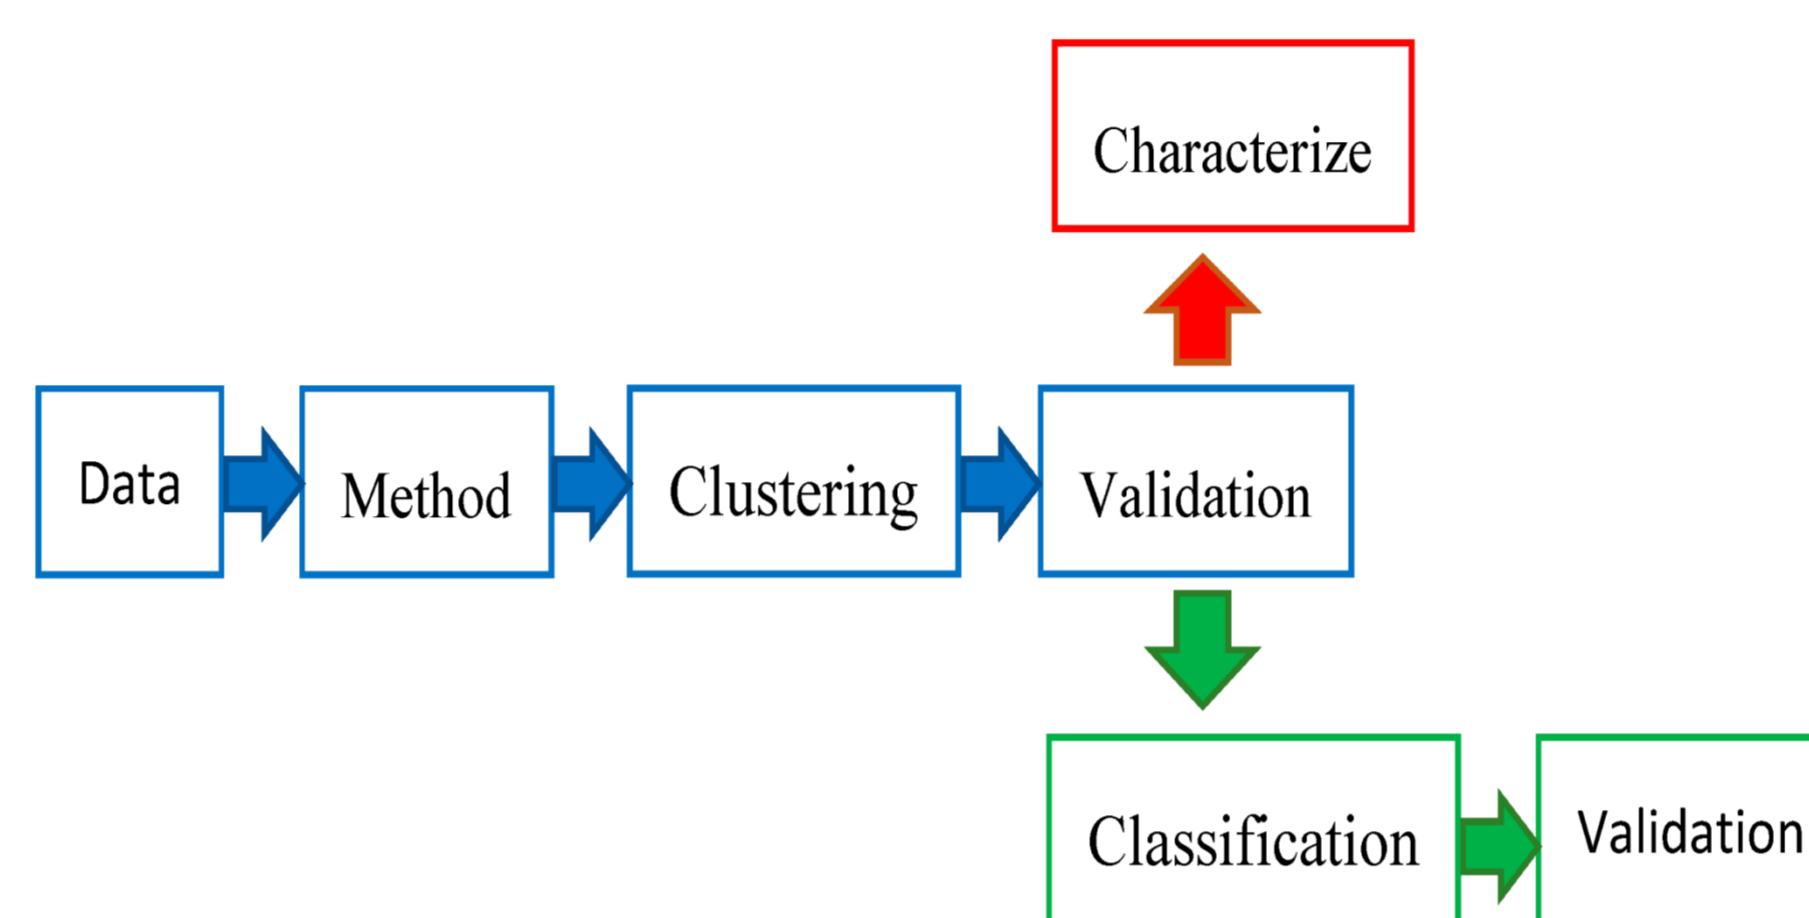 Characterize
Data
Method
Clustering
Validation
Classification
Validation